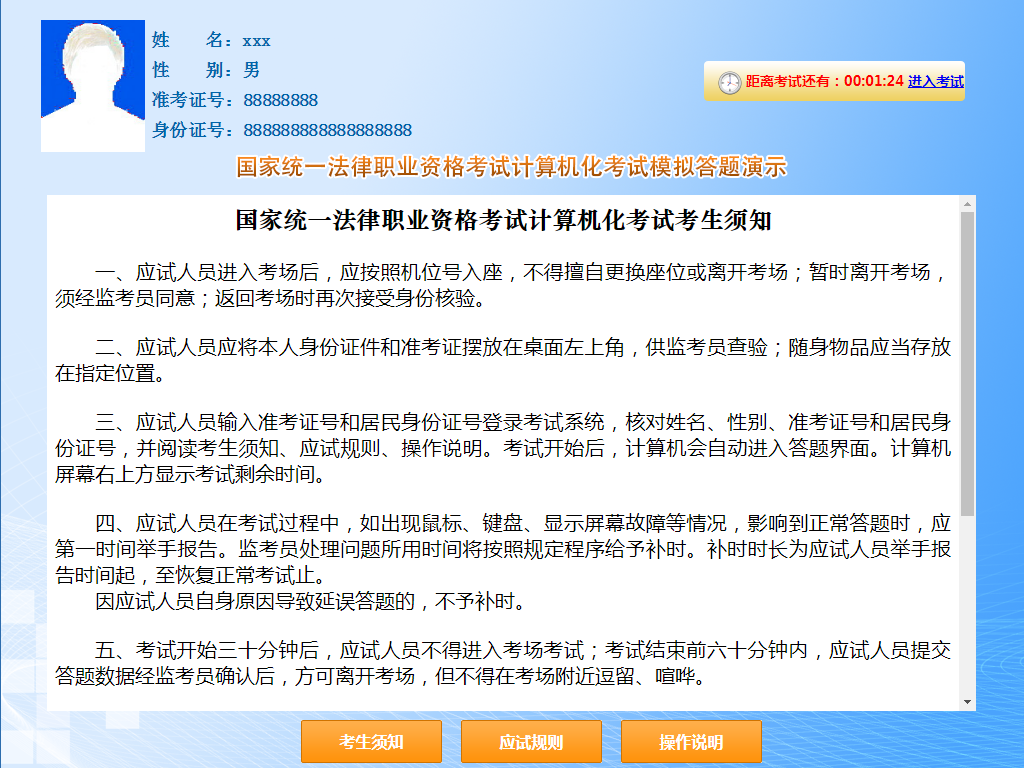 姓　　名：xxx
性　　别：男
准考证号：88888888
身份证号：888888888888888888
距离考试还有：00:01:24 进入考试
国家统一法律职业资格考试计算机化考试模拟答题演示
国家统一法律职业资格考试计算机化考试考生须知
一、应试人员进入考场后，应按照机位号入座，不得擅自更换座位或离开考场；暂时离开考场，
须经监考员同意；返回考场时再次接受身份核验。
二、应试人员应将本人身份证件和准考证摆放在桌面左上角，供监考员查验；随身物品应当存放
在指定位置。
三、应试人员输入准考证号和居民身份证号登录考试系统，核对姓名、性别、准考证号和居民身
份证号，并阅读考生须知、应试规则、操作说明。考试开始后，计算机会自动进入答题界面。计算机
屏幕右上方显示考试剩余时间。
四、应试人员在考试过程中，如出现鼠标、键盘、显示屏幕故障等情况，影响到正常答题时，应
第一时间举手报告。监考员处理问题所用时间将按照规定程序给予补时。补时时长为应试人员举手报
告时间起，至恢复正常考试止。
因应试人员自身原因导致延误答题的，不予补时。
五、考试开始三十分钟后，应试人员不得进入考场考试；考试结束前六十分钟内，应试人员提交
答题数据经监考员确认后，方可离开考场，但不得在考场附近逗留、喧哗。
考生须知
应试规则
操作说明